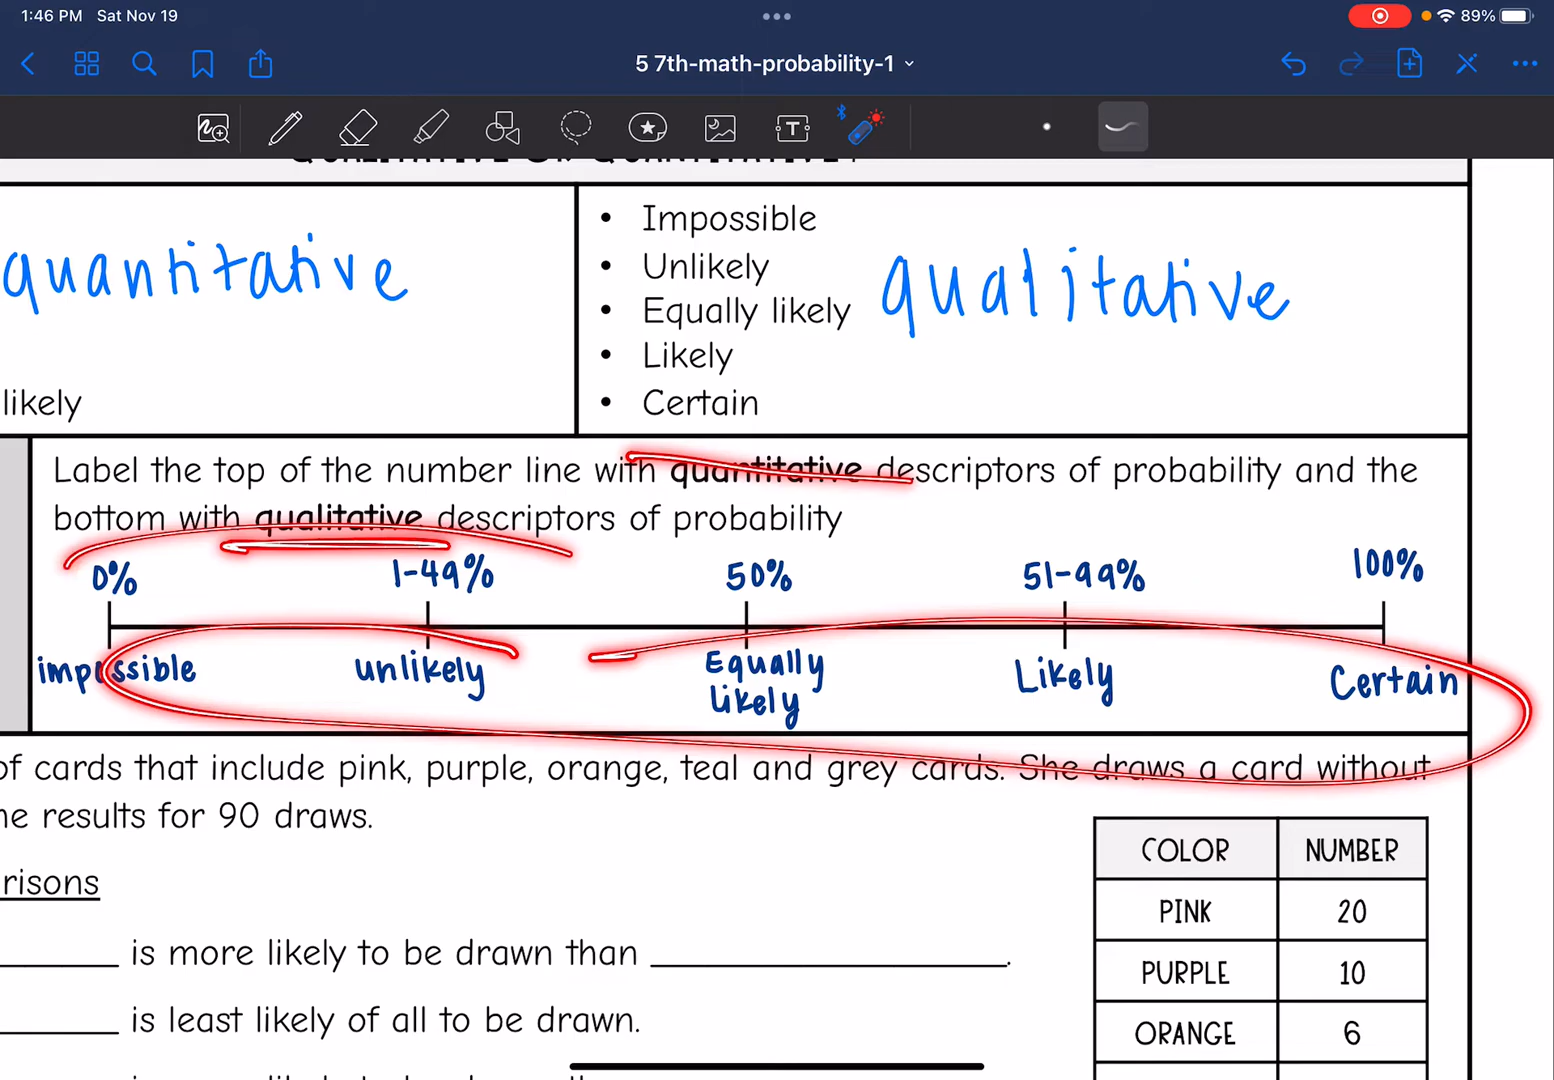 1:46 PM Sat Nov 19
89%
5 7th-math-probability-1
T
quantitative
likely
• Impossible
• Unlikely
• Equally likely
• Likely
• Certain
qualitative
Label the top of the number line with quantitative descriptors of probability and the
bottom with qualitative descriptors of probability
0% 1-49% 50% 51-99% 100%
impossible unlikely Equally likely Likely Certain
of cards that include pink, purple, orange, teal and grey cards. She draws a card without
he results for 90 draws.
risons
is more likely to be drawn than .
is least likely of all to be drawn.
COLOR NUMBER
PINK 20
PURPLE 10
ORANGE 6